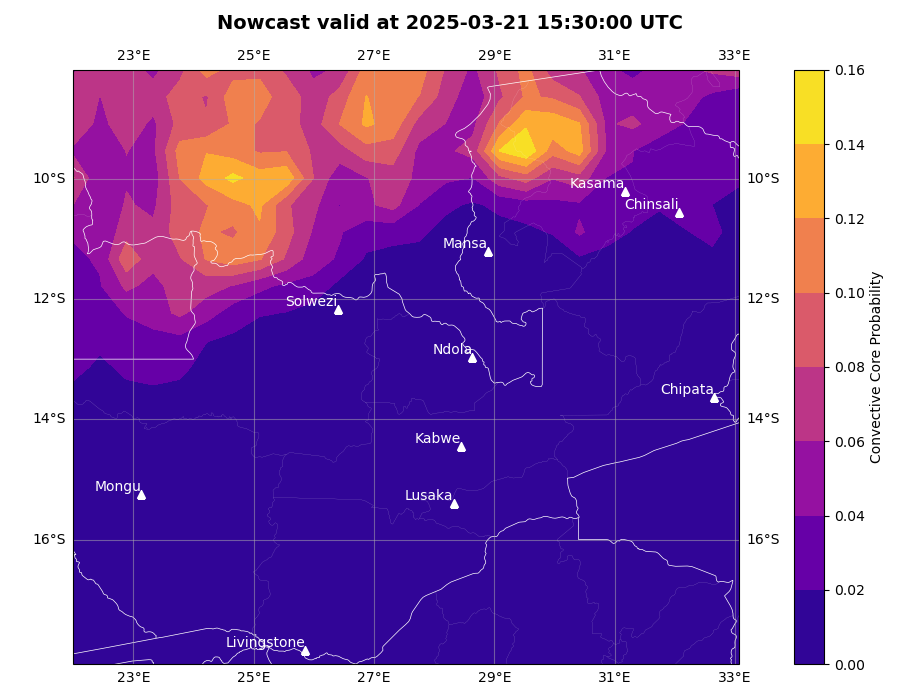 Nowcast valid at 2025-03-21 15:30:00 UTC
23°E 25°E 27°E 29°E 31°E 33°E
0.16
0.14
0.12
0.10
0.08
0.06
0.04
0.02
0.00
Convective Core Probability
10°S 10°S
12°S 12°S
14°S 14°S
16°S 16°S
Kasama
Chinsali
Mansa
Solwezi
Ndola
Chipata
Kabwe
Mongu
Lusaka
Livingstone
23°E 25°E 27°E 29°E 31°E 33°E